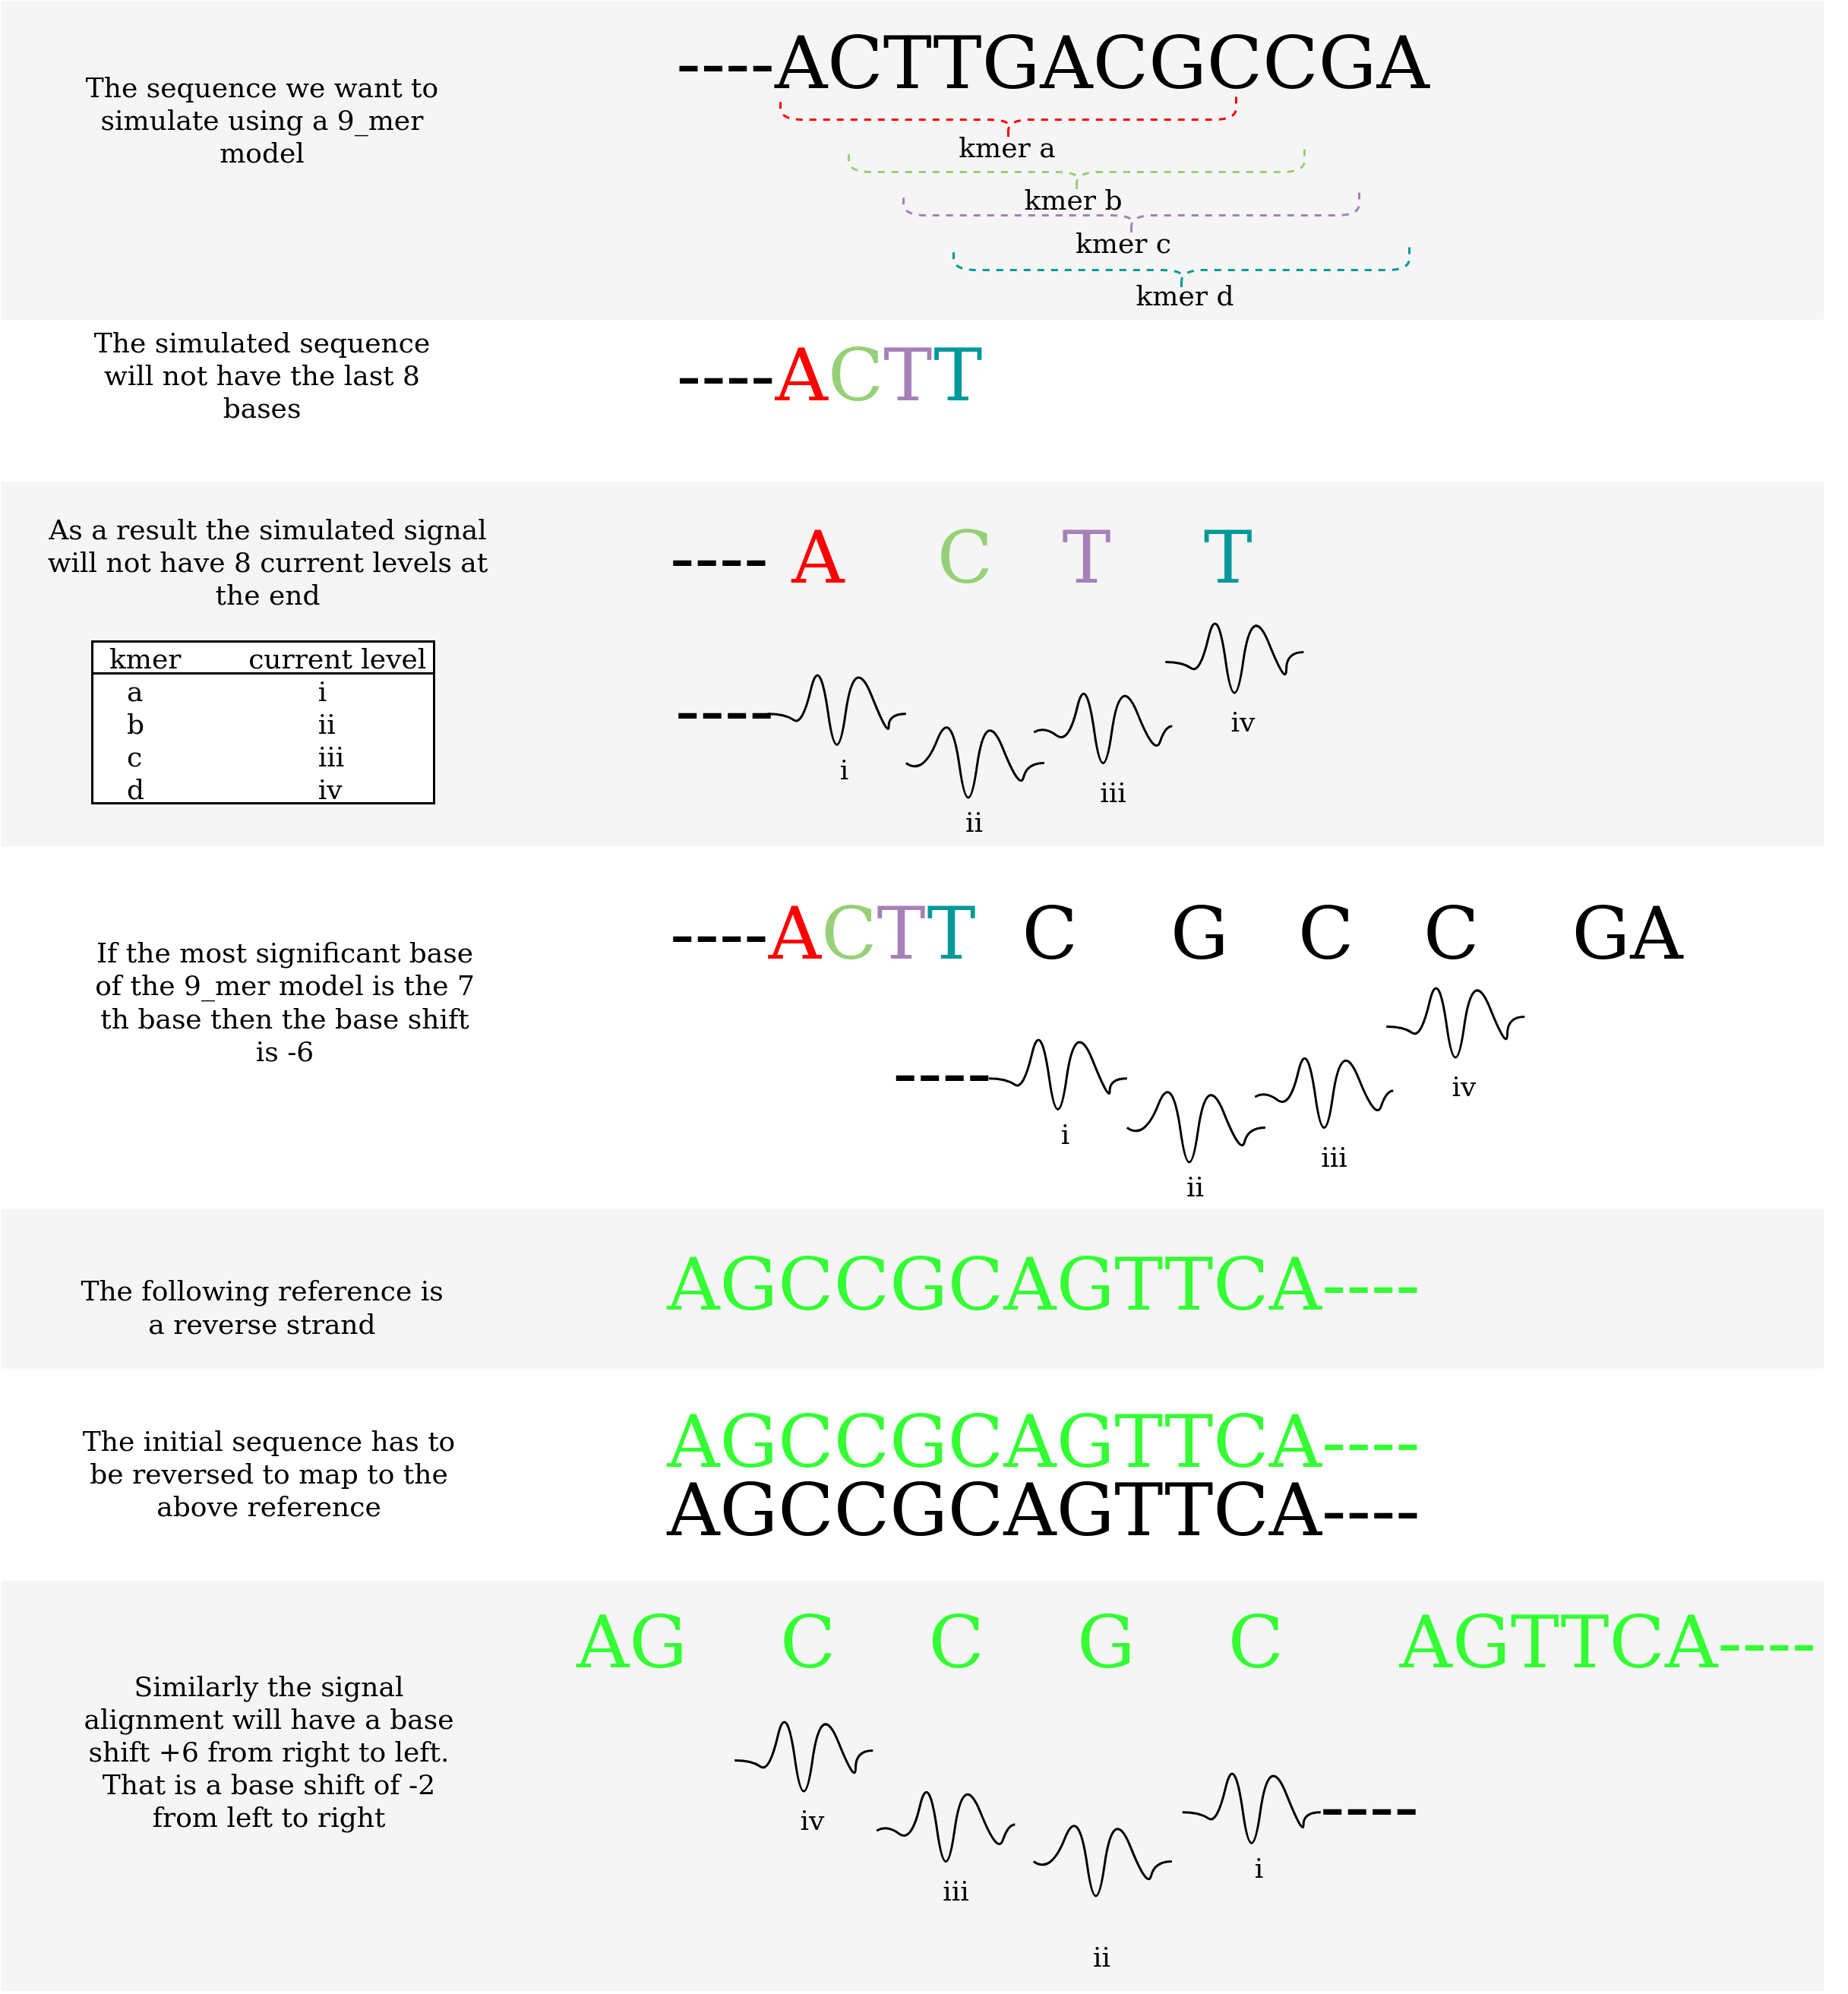 The sequence we want to
simulate using a 9_mer
model
----ACTTGACGCCGA
kmer a
kmer b
kmer c
kmer d
The simulated sequence
will not have the last 8
bases
----ACTT
As a result the simulated signal
will not have 8 current levels at
the end
kmer current level
a i
b ii
c iii
d iv
---- A C T T
----
i
ii
iii
iv
If the most significant base
of the 9_mer model is the 7
th base then the base shift
is -6
----ACTT C G C C GA
----
i
ii
iii
iv
The following reference is
a reverse strand
AGCCGCAGTTCA----
The initial sequence has to
be reversed to map to the
above reference
AGCCGCAGTTCA----
AGCCGCAGTTCA----
Similarly the signal
alignment will have a base
shift +6 from right to left.
That is a base shift of -2
from left to right
AG C C G C AGTTCA----
----
iv
iii
ii
i